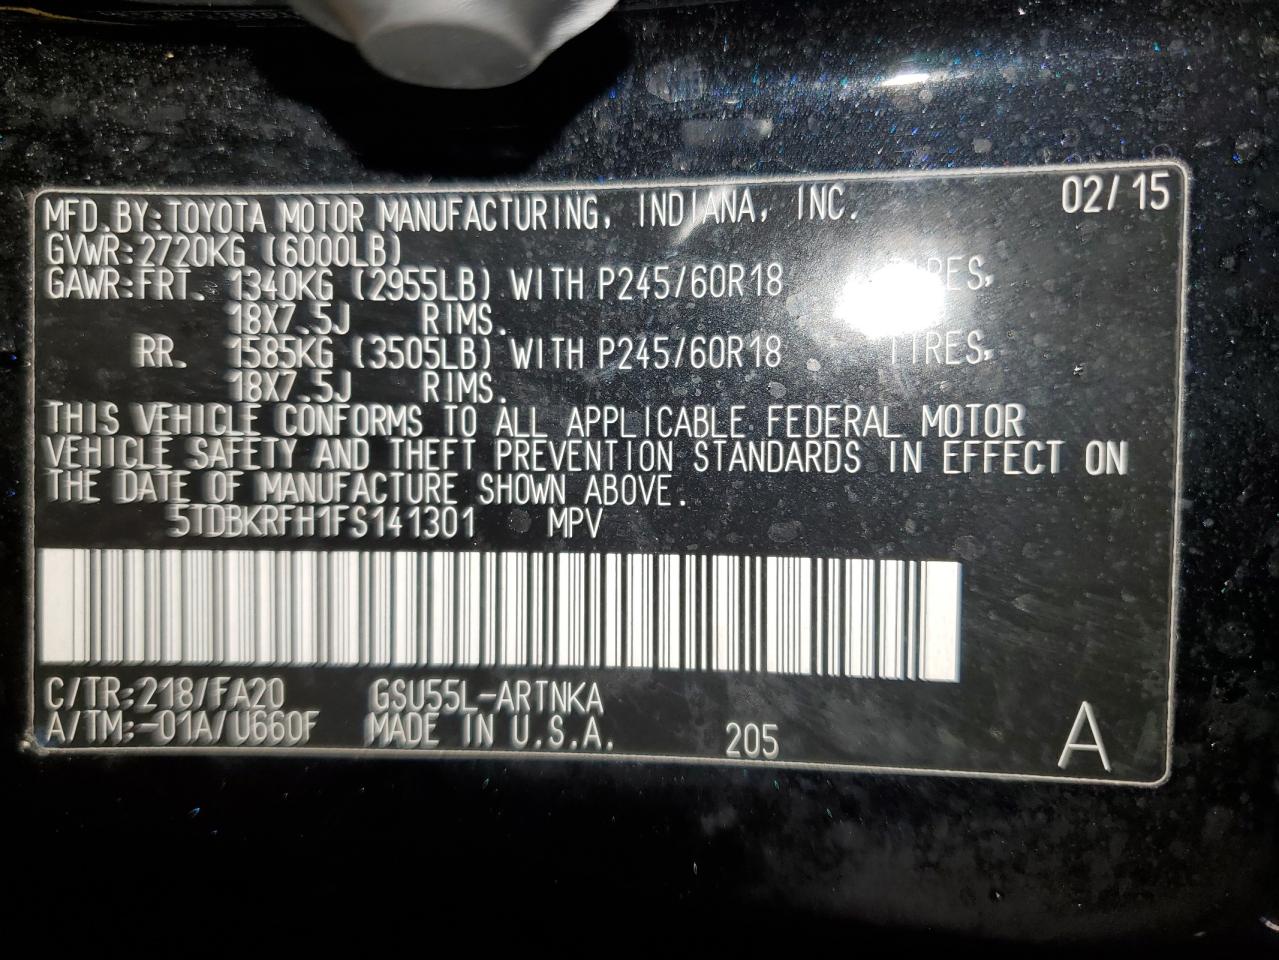 MFD.BY:TOYOTA MOTOR MANUFACTURING, INDIANA, INC. 02/15
GVWR:2720KG (6000LB)
GAWR:FRT. 1340KG (2955LB) WITH P245/60R18 TIRES,
18X7.5J RIMS.
RR. 1585KG (3505LB) WITH P245/60R18 TIRES,
18X7.5J RIMS.
THIS VEHICLE CONFORMS TO ALL APPLICABLE FEDERAL MOTOR
VEHICLE SAFETY AND THEFT PREVENTION STANDARDS IN EFFECT ON
THE DATE OF MANUFACTURE SHOWN ABOVE.
5TDBKRFH1FS141301 MPV
C/TR:218/FA20 GSU55L-ARTNKA
A/TM:-01A/U660F MADE IN U.S.A. 205 A